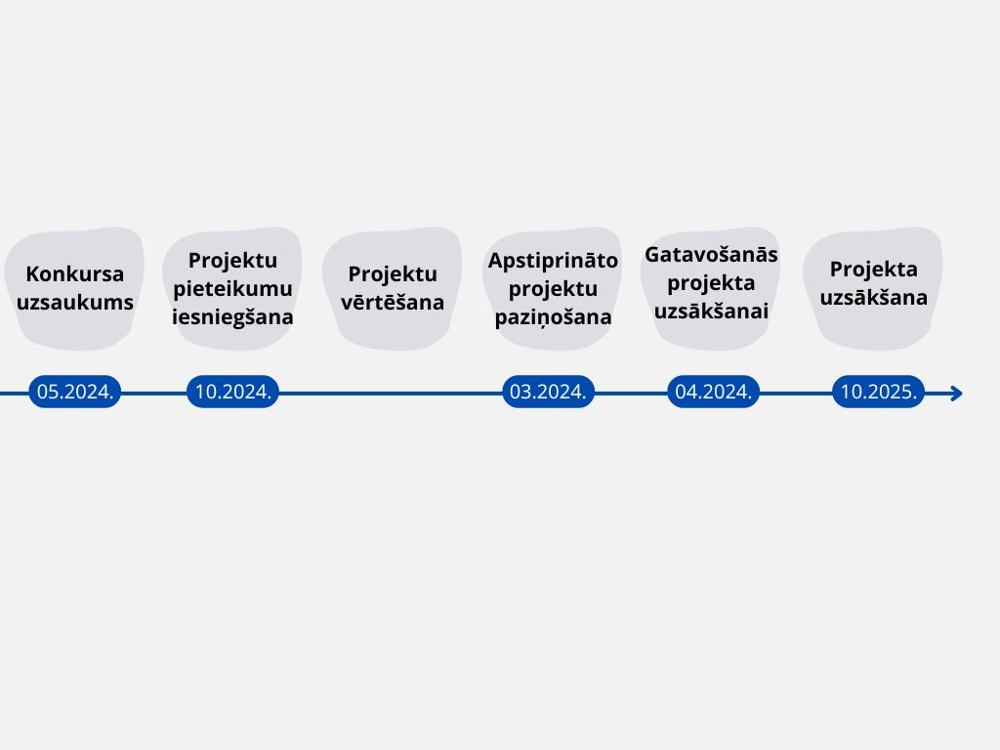 Konkursa
uzsaukums
Projektu
pieteikumu
iesniegšana
Projektu
vērtēšana
Apstiprināto
projektu
paziņošana
Gatavošanās
projekta
uzsākšanai
Projekta
uzsākšana
05.2024.
10.2024.
03.2024.
04.2024.
10.2025.